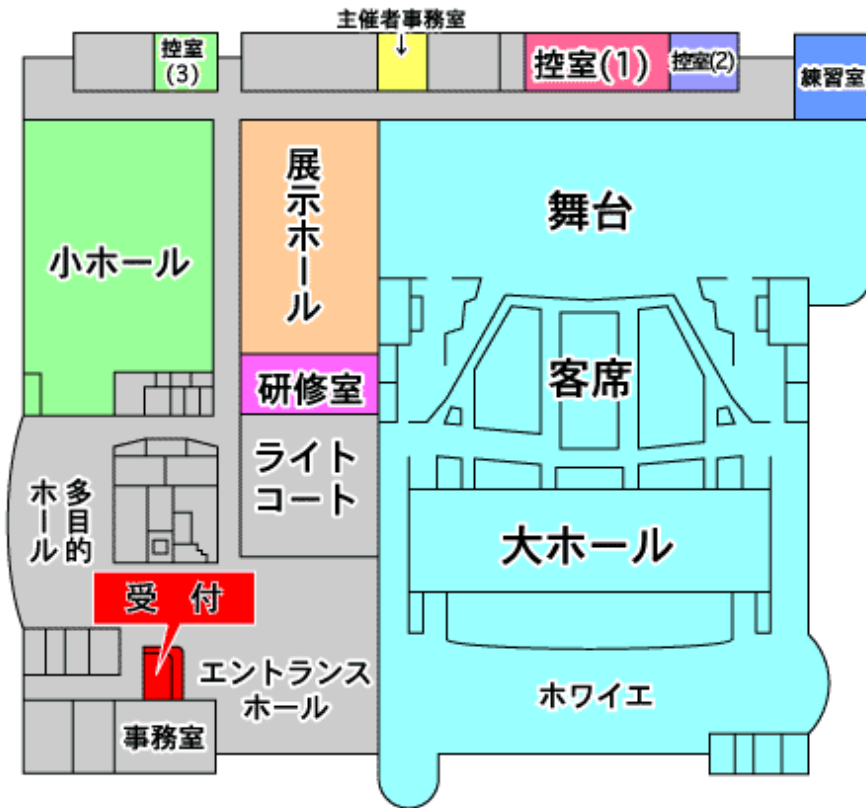 主催者事務室
↓
控室
(3)
控室(1)
控室(2)
練習室
小ホール
展示ホール
舞台
研修室
客席
ライト
コート
多目的
ホール
大ホール
受 付
エントランス
ホール
ホワイエ
事務室